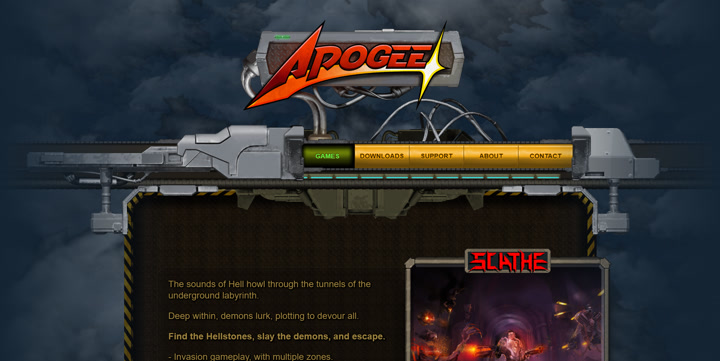 APOGEE
GAMES
DOWNLOADS
SUPPORT
ABOUT
CONTACT
SCATHE
The sounds of Hell howl through the tunnels of the
underground labyrinth.
Deep within, demons lurk, plotting to devour all.
Find the Hellstones, slay the demons, and escape.
- Invasion gameplay, with multiple zones.